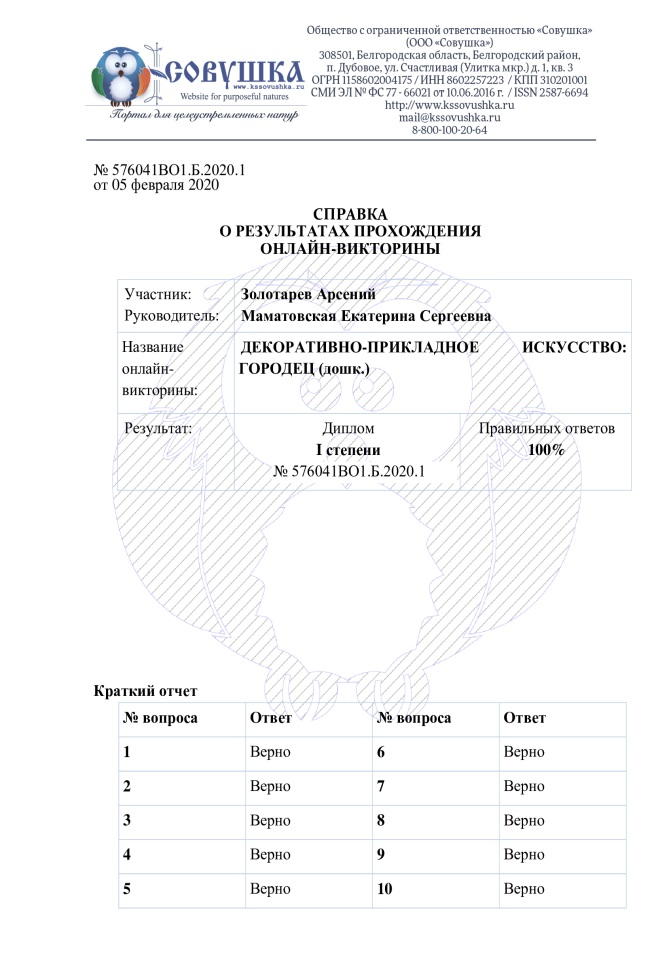 СОВУШКА
www.kssovushka.ru
Website for purposeful natures
Портал для целеустремленных натур
Общество с ограниченной ответственностью «Совушка»
(ООО «Совушка»)
308501, Белгородская область, Белгородский район,
п. Дубовое, ул. Счастливая (Улитка мкр.) д. 1, кв. 3
ОГРН 1158602004175 / ИНН 8602257223 / КПП 310201001
СМИ ЭЛ № ФС 77 - 66021 от 10.06.2016 г. / ISSN 2587-6694
http://www.kssovushka.ru
mail@kssovushka.ru
8-800-100-20-64
№ 576041ВО1.Б.2020.1
от 05 февраля 2020
СПРАВКА
О РЕЗУЛЬТАТАХ ПРОХОЖДЕНИЯ
ОНЛАЙН-ВИКТОРИНЫ
Участник: Золотарев Арсений
Руководитель: Маматовская Екатерина Сергеевна
Название ДЕКОРАТИВНО-ПРИКЛАДНОЕ ИСКУССТВО:
онлайн- ГОРОДЕЦ (дошк.)
викторины:
Результат: Диплом Правильных ответов
I степени 100%
№ 576041ВО1.Б.2020.1
Краткий отчет
№ вопроса Ответ № вопроса Ответ
1 Верно 6 Верно
2 Верно 7 Верно
3 Верно 8 Верно
4 Верно 9 Верно
5 Верно 10 Верно